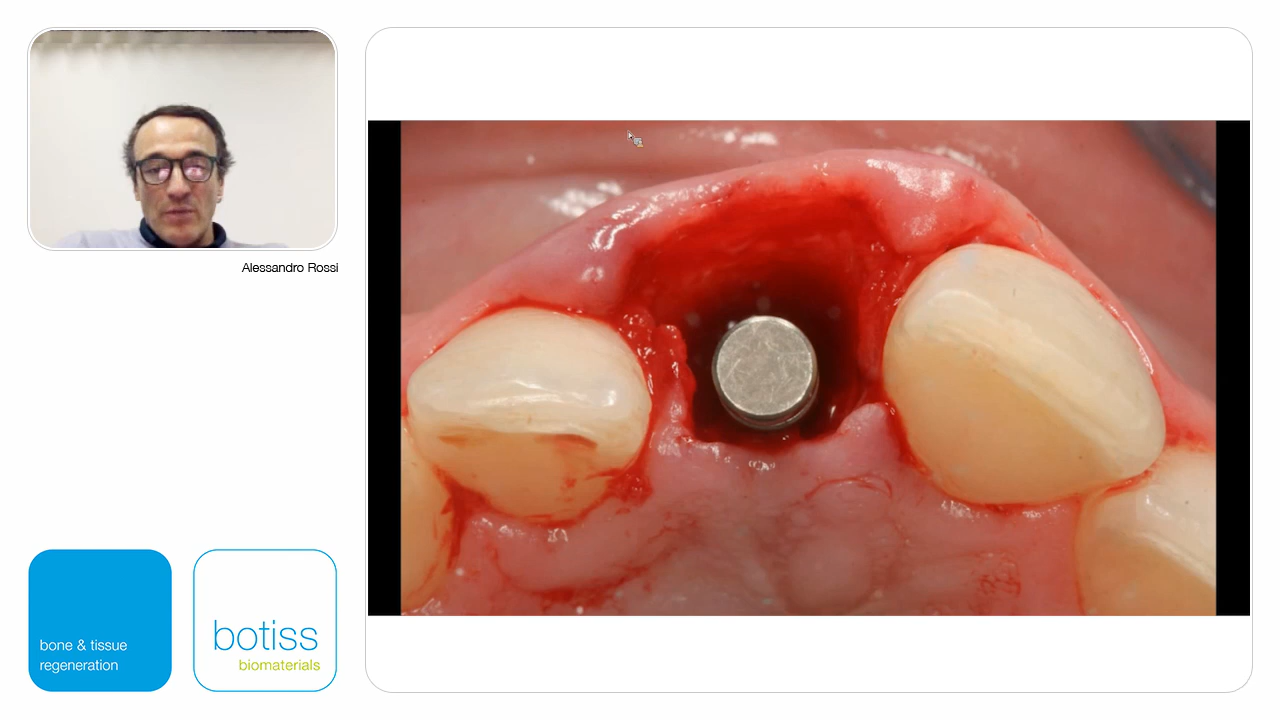 Alessandro Rossi
bone & tissue
regeneration
botiss
biomaterials